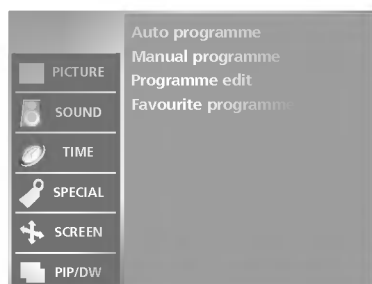 Auto programme
Manual programme
Programme edit
Favourite programme
PICTURE
SOUND
TIME
SPECIAL
SCREEN
PIP/DW